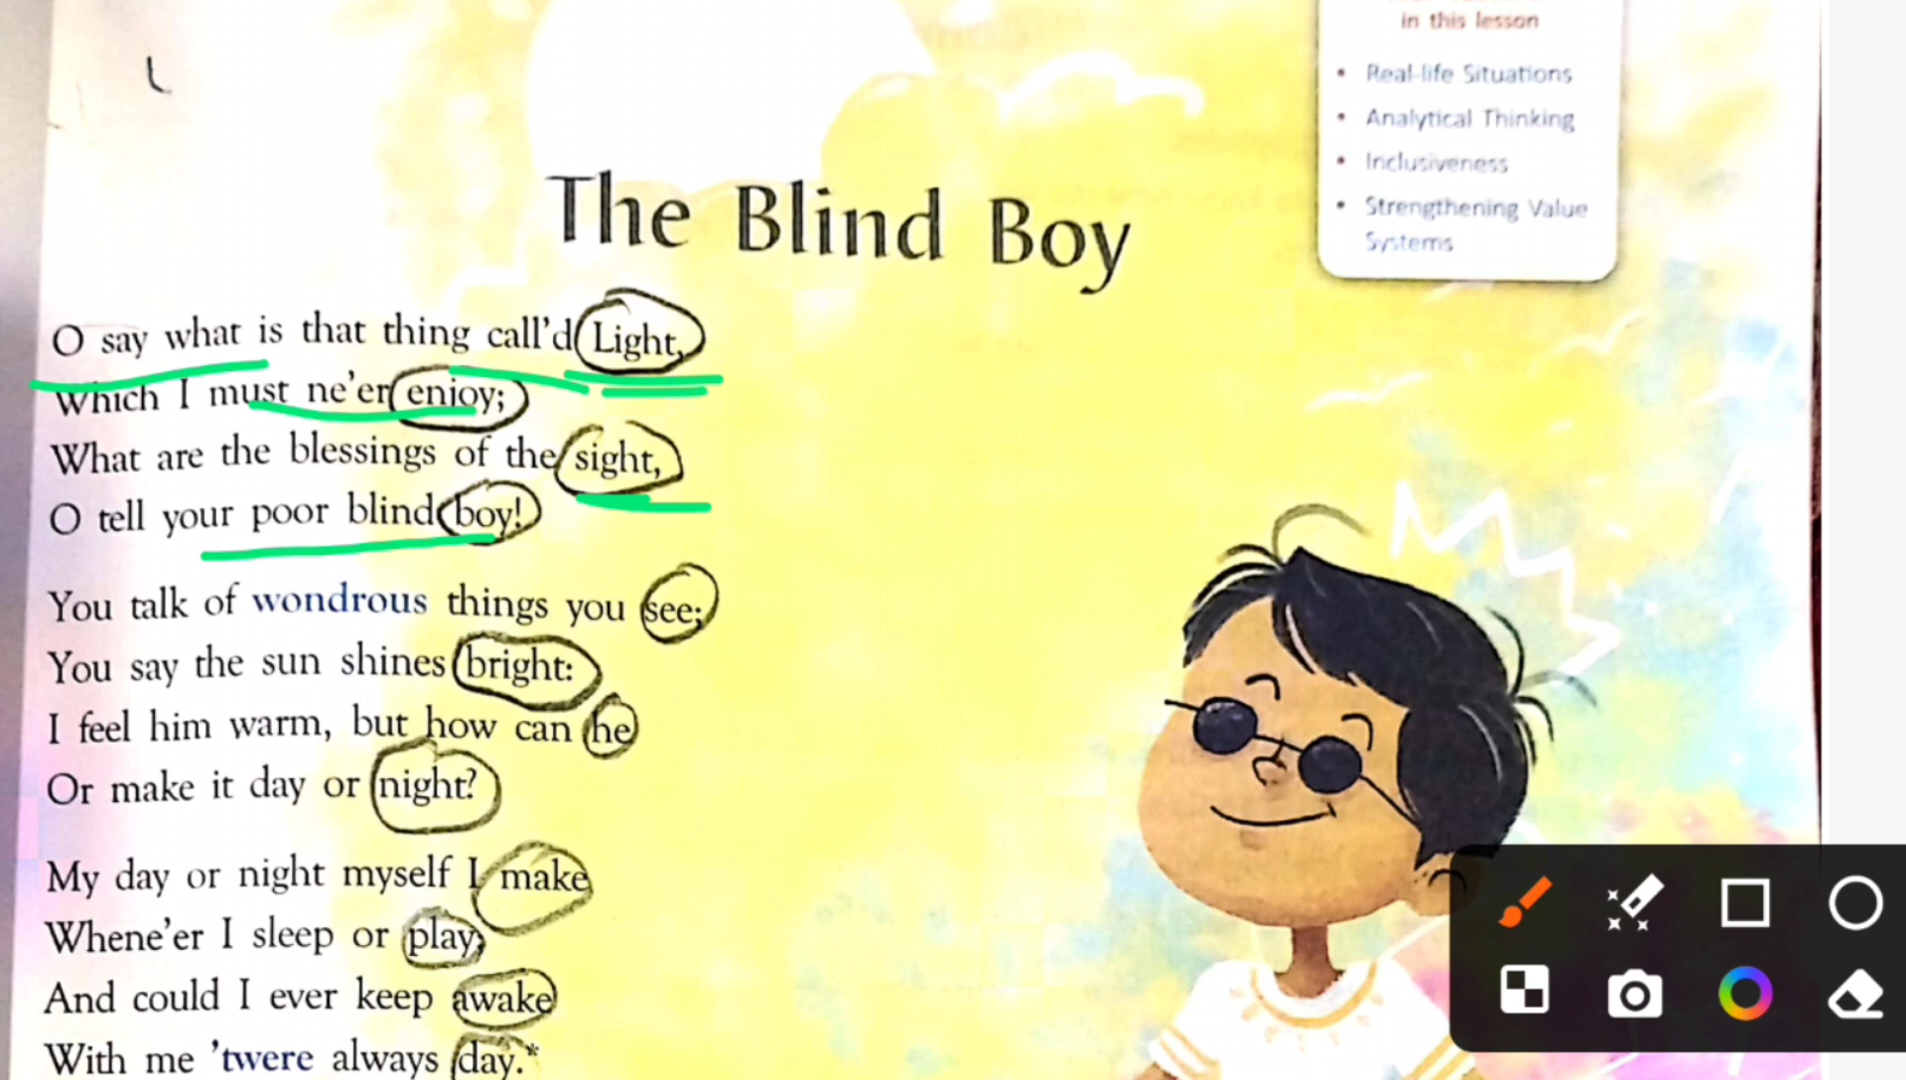 in this lesson
• Real-life Situations
• Analytical Thinking
• Inclusiveness
• Strengthening Value
Systems
The Blind Boy
O say what is that thing call'd Light,
Which I must ne'er enjoy;
What are the blessings of the sight,
O tell your poor blind boy!
You talk of wondrous things you see;
You say the sun shines bright:
I feel him warm, but how can he
Or make it day or night?
My day or night myself I make
Whene'er I sleep or play;
And could I ever keep awake
With me 'twere always day.*